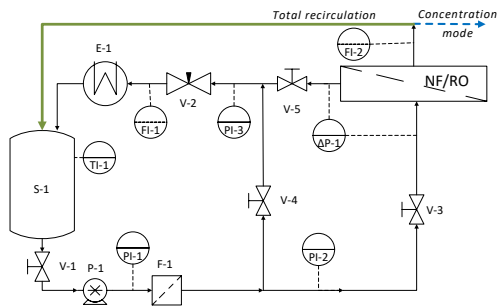 Total recirculation
Concentration
mode
E-1
FI-2
NF/RO
V-2
V-5
FI-1
PI-3
ΔP-1
TI-1
S-1
V-4
V-3
V-1
P-1
PI-1
F-1
PI-2